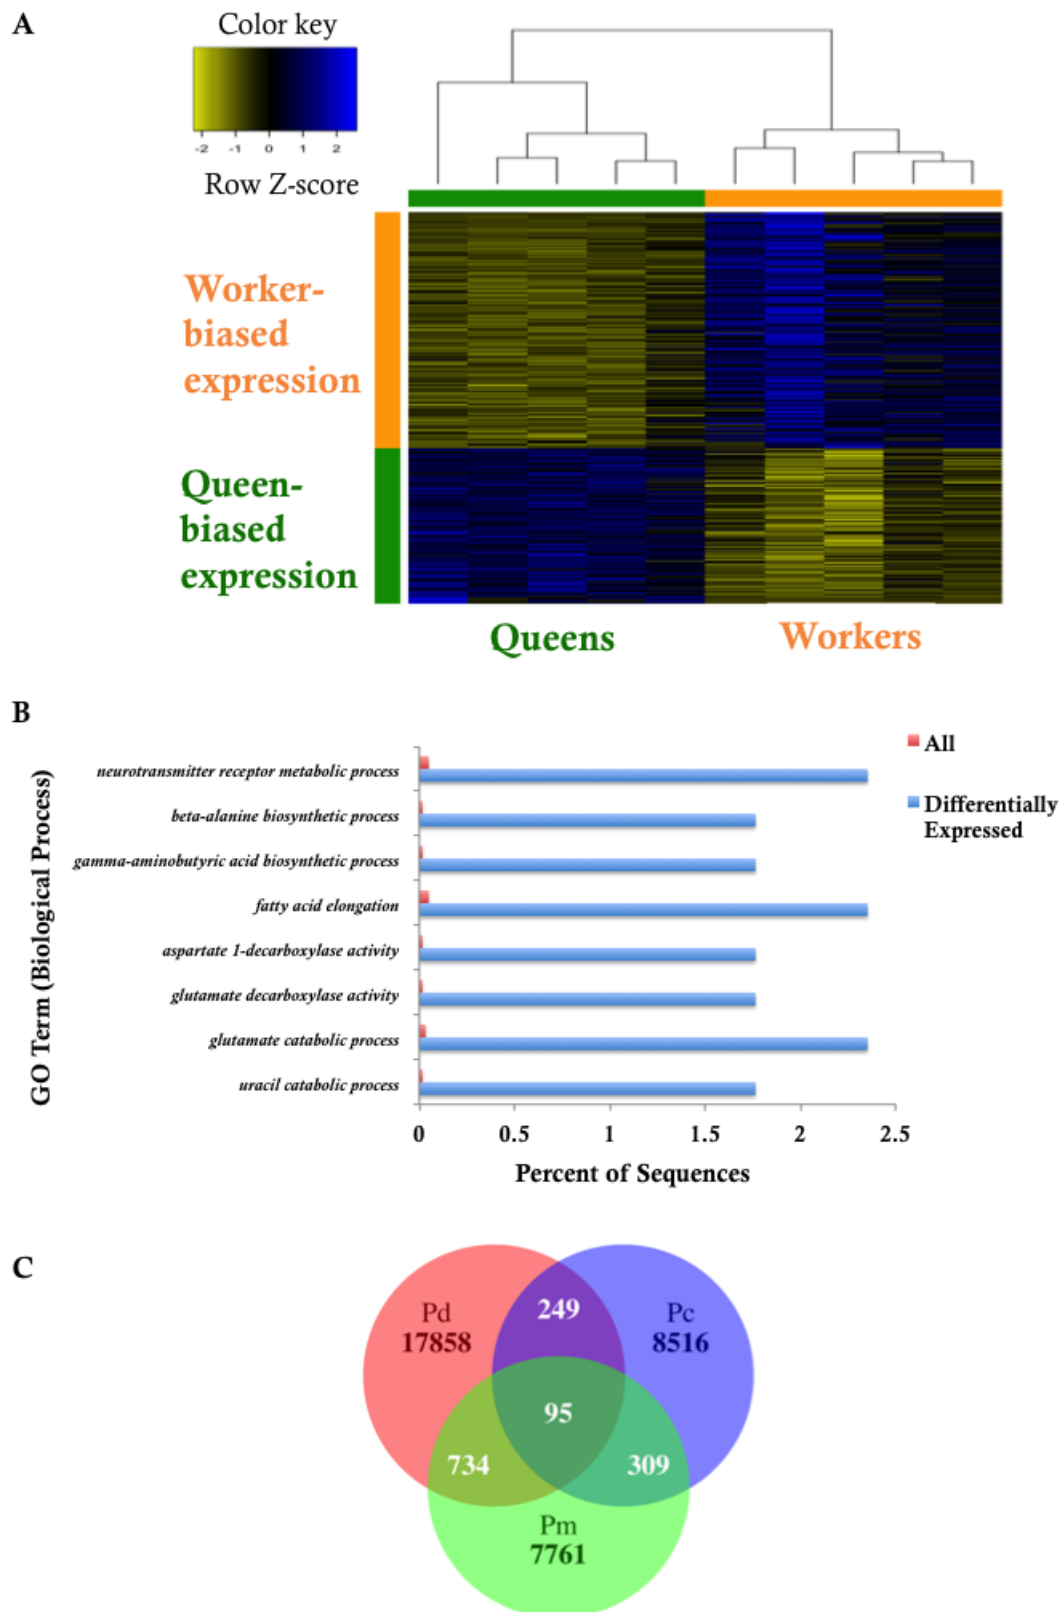 A
Color key
-2 -1 0 1 2
Row Z-score
Worker-
biased
expression
Queen-
biased
expression
Queens
Workers
B
GO Term (Biological Process)
neurotransmitter receptor metabolic process
beta-alanine biosynthetic process
gamma-aminobutyric acid biosynthetic process
fatty acid elongation
aspartate 1-decarboxylase activity
glutamate decarboxylase activity
glutamate catabolic process
uracil catabolic process
0 0.5 1 1.5 2 2.5
Percent of Sequences
All
Differentially
Expressed
C
Pd
17858
249
Pc
8516
95
734
309
Pm
7761